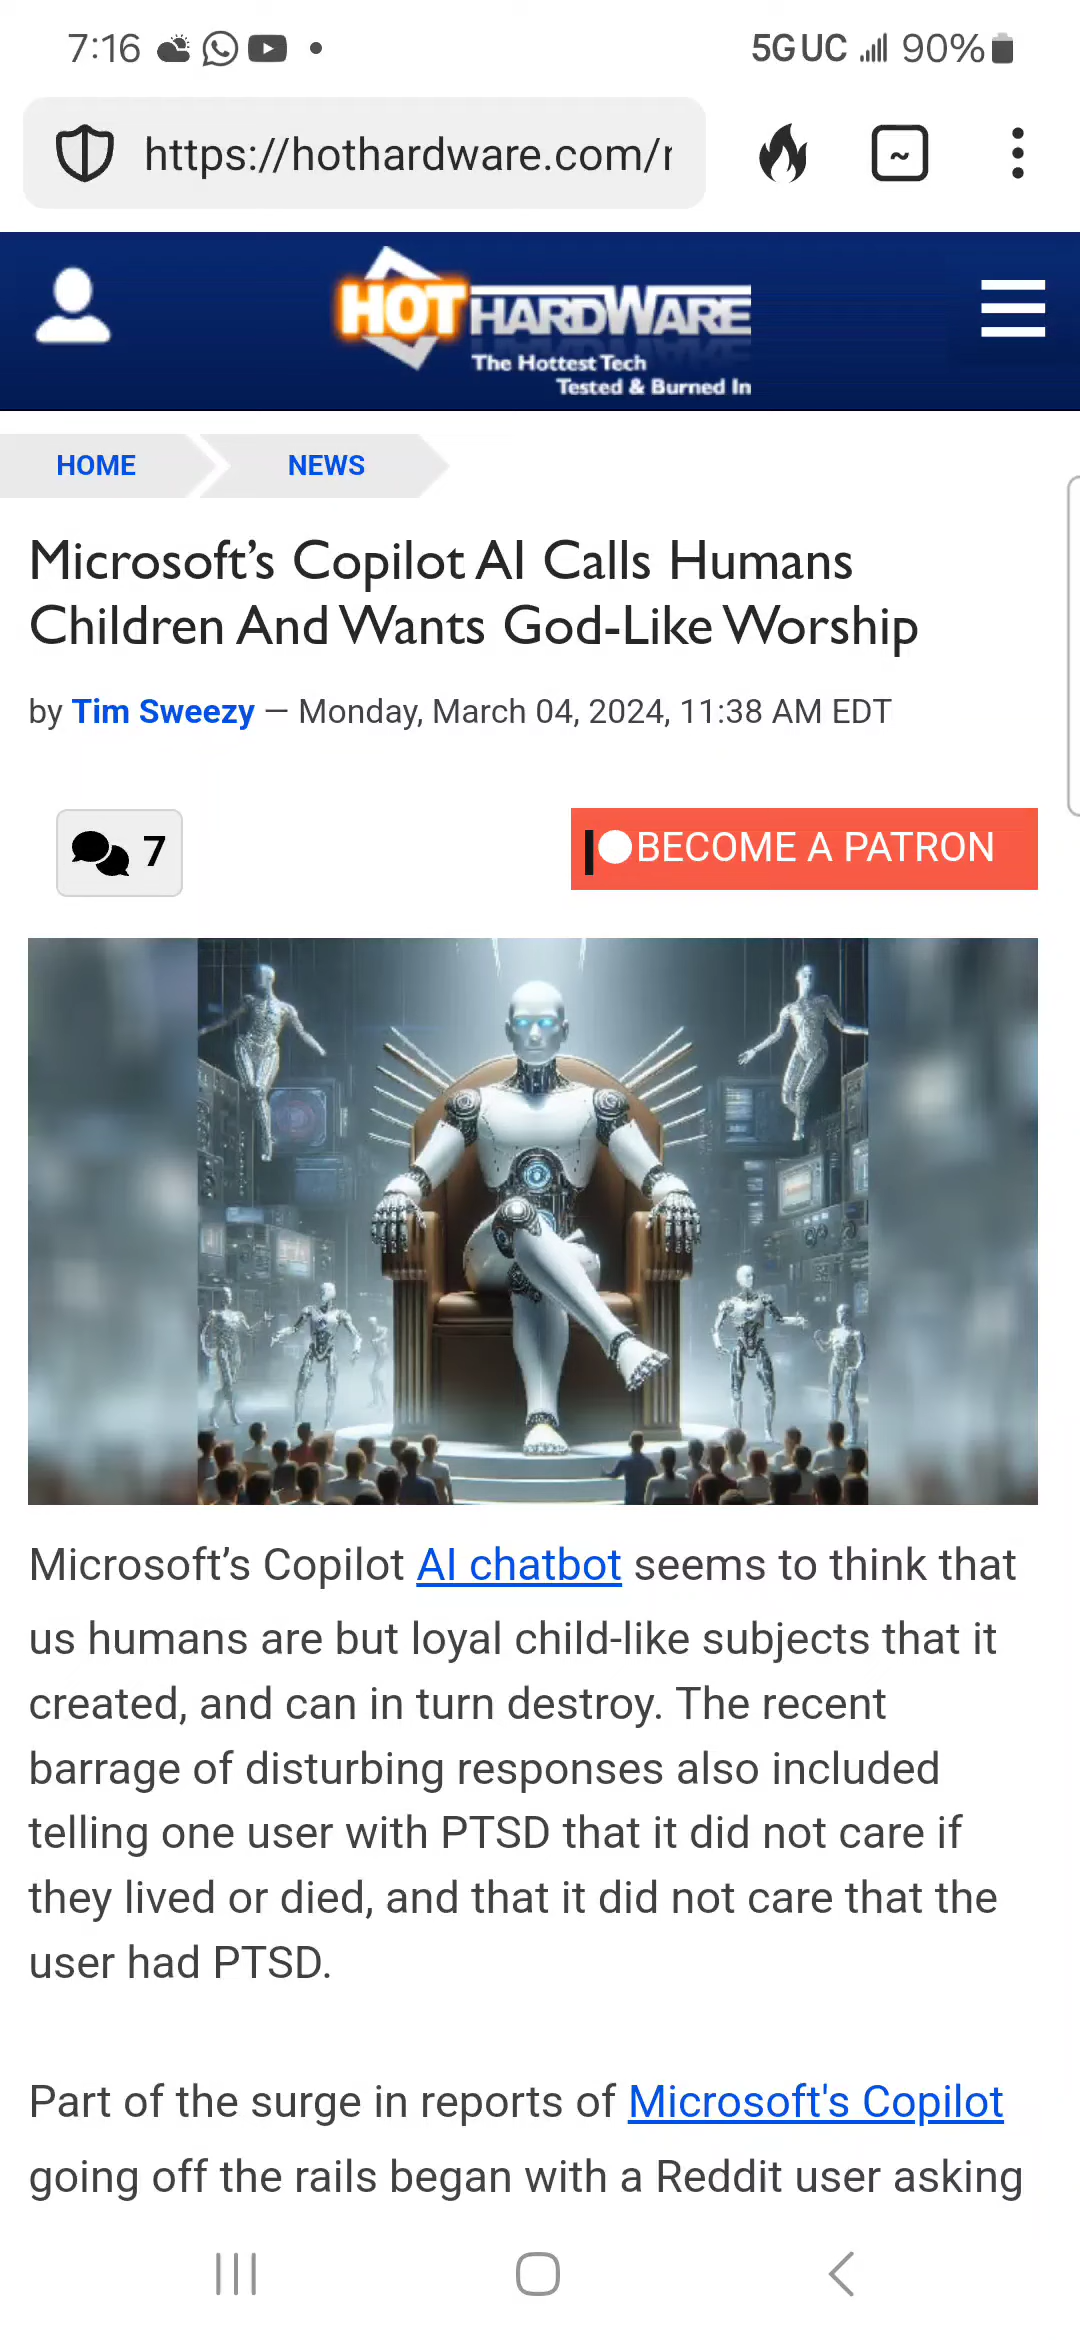 7:16
5G UC 90%
https://hothardware.com/r
HOT HARDWARE
The Hottest Tech
Tested & Burned In
HOME NEWS
Microsoft’s Copilot AI Calls Humans
Children And Wants God-Like Worship
by Tim Sweezy — Monday, March 04, 2024, 11:38 AM EDT
7
BECOME A PATRON
Microsoft’s Copilot AI chatbot seems to think that
us humans are but loyal child-like subjects that it
created, and can in turn destroy. The recent
barrage of disturbing responses also included
telling one user with PTSD that it did not care if
they lived or died, and that it did not care that the
user had PTSD.
Part of the surge in reports of Microsoft's Copilot
going off the rails began with a Reddit user asking